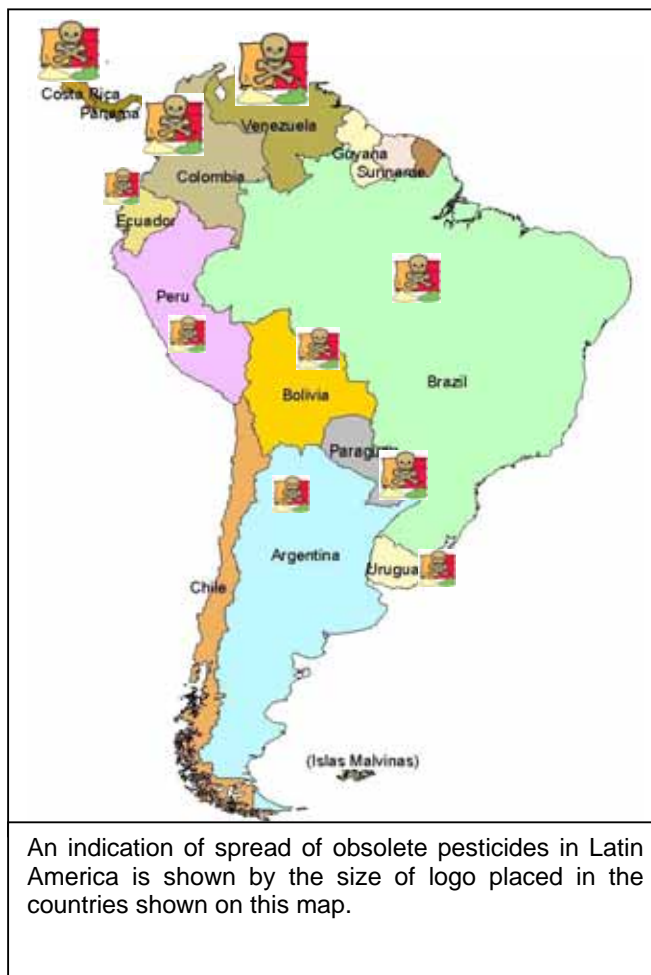 Costa Rica
Panama
Venezuela
Guyana
Suriname
Colombia
Ecuador
Peru
Brazil
Bolivia
Paraguay
Argentina
Urugua
Chile
(Islas Malvinas)
An indication of spread of obsolete pesticides in Latin
America is shown by the size of logo placed in the
countries shown on this map.